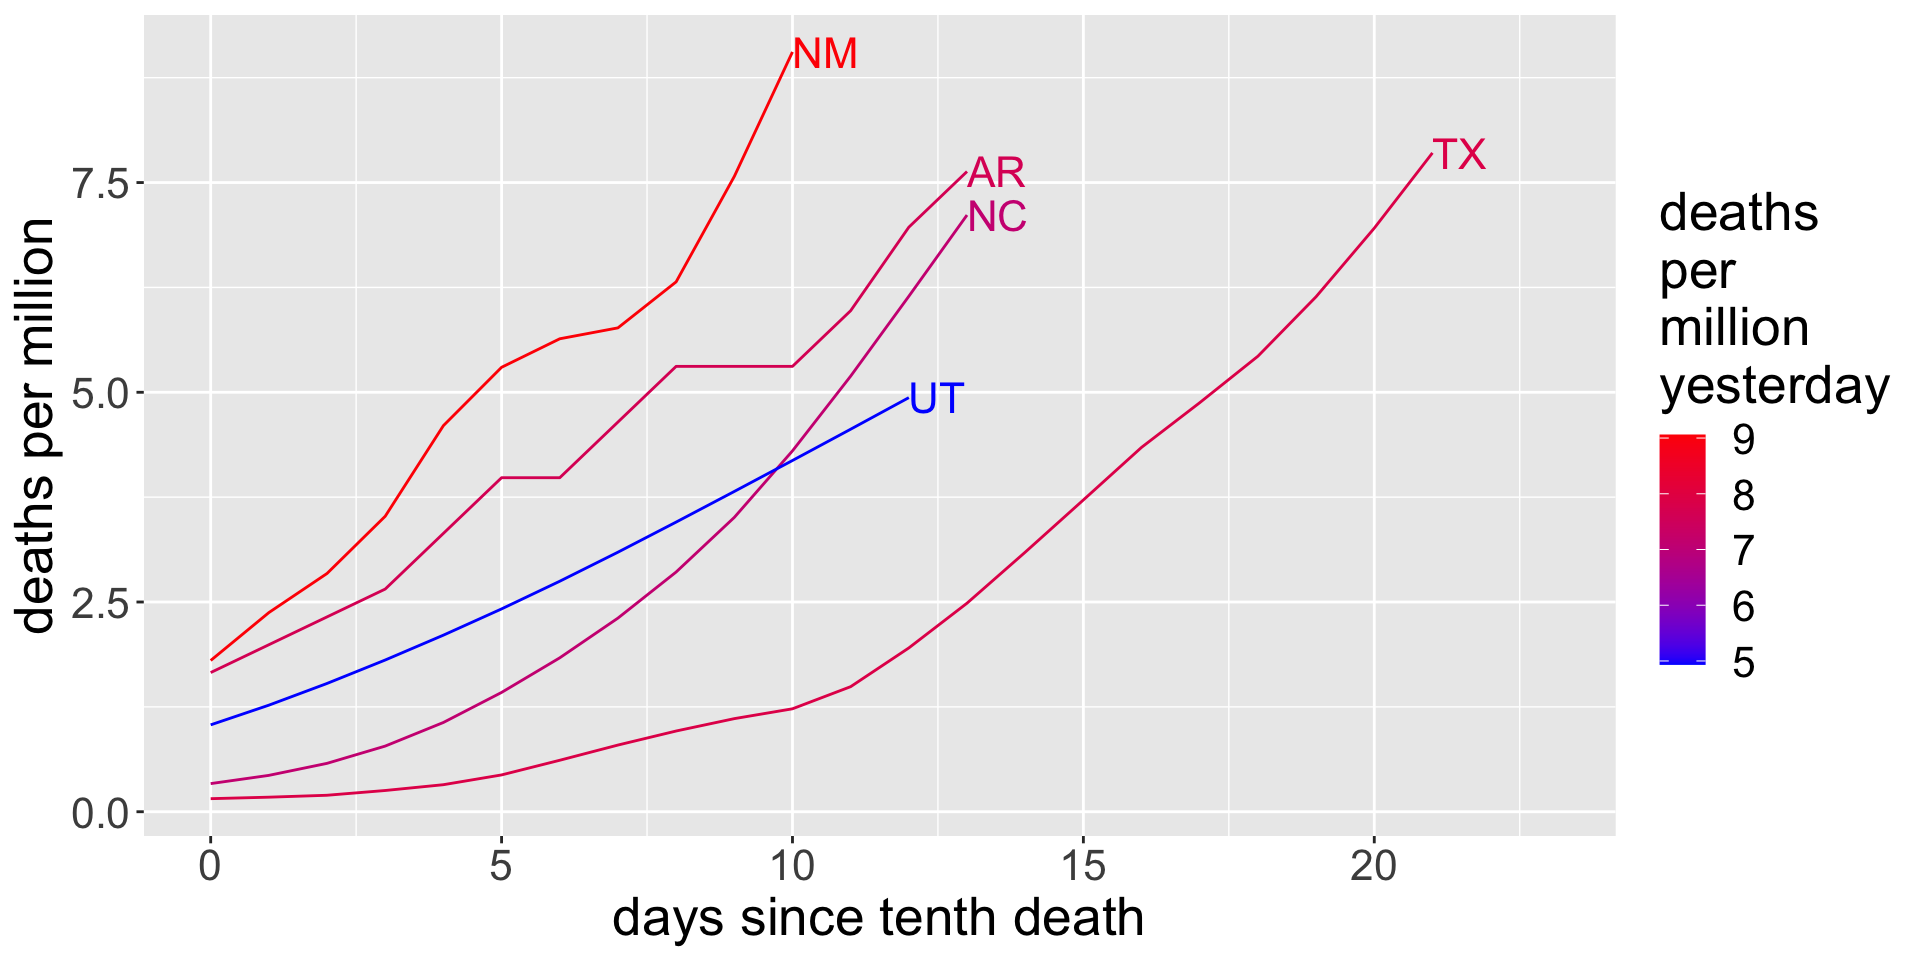 NM
AR
TX
NC
UT
deaths per million
7.5
5.0
2.5
0.0
0 5 10 15 20
days since tenth death
deaths
per
million
yesterday
9
8
7
6
5